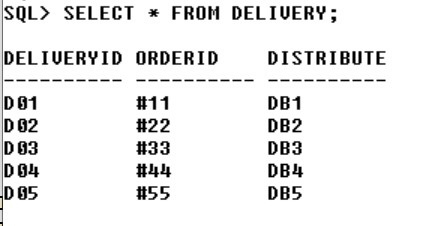 SQL> SELECT * FROM DELIVERY;
DELIVERYID ORDERID    DISTRIBUTE
---------- ---------- ----------
D01        #11        DB1
D02        #22        DB2
D03        #33        DB3
D04        #44        DB4
D05        #55        DB5